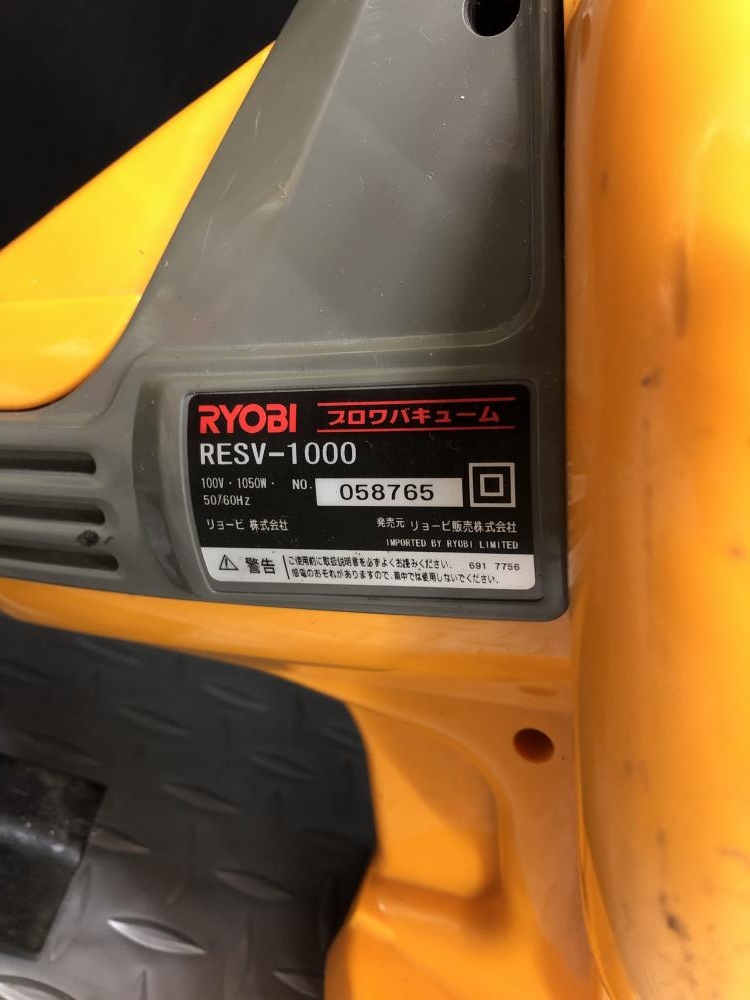 RYOBI ブロワバキューム
RESV-1000
100V・1050W・
50/60Hz
NO. 058765
リョービ 株式会社
発売元 リョービ販売株式会社
IMPORTED BY RYOBI LIMITED
警告
ご使用前に取扱説明書を必ずよくお読みください。 691 7756
感電のおそれがありますので、雨中では使用しないでください。